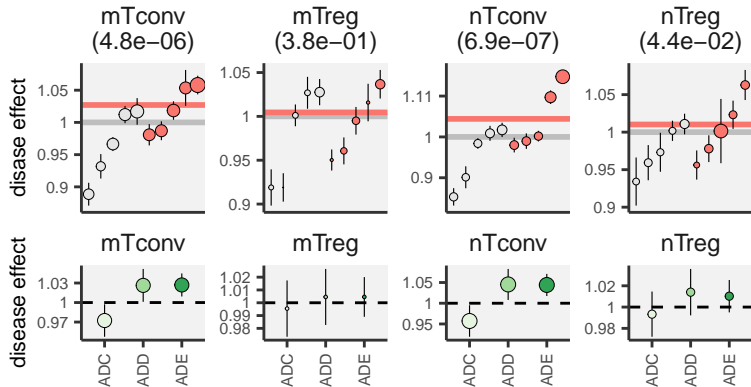 mTconv
(4.8e−06)
mTreg
(3.8e−01)
nTconv
(6.9e−07)
nTreg
(4.4e−02)
disase effect
1.05
1
0.9
1.05
1
0.95
0.9
1.11
1
0.9
1.05
1
0.95
0.9
mTconv
mTreg
nTconv
nTreg
disease effect
1.03
1
0.97
1.02
1.01
1
0.99
0.98
1.05
1
0.95
1.02
1
0.98
ADC
ADD
ADE
ADC
ADD
ADE
ADC
ADD
ADE
ADC
ADD
ADE